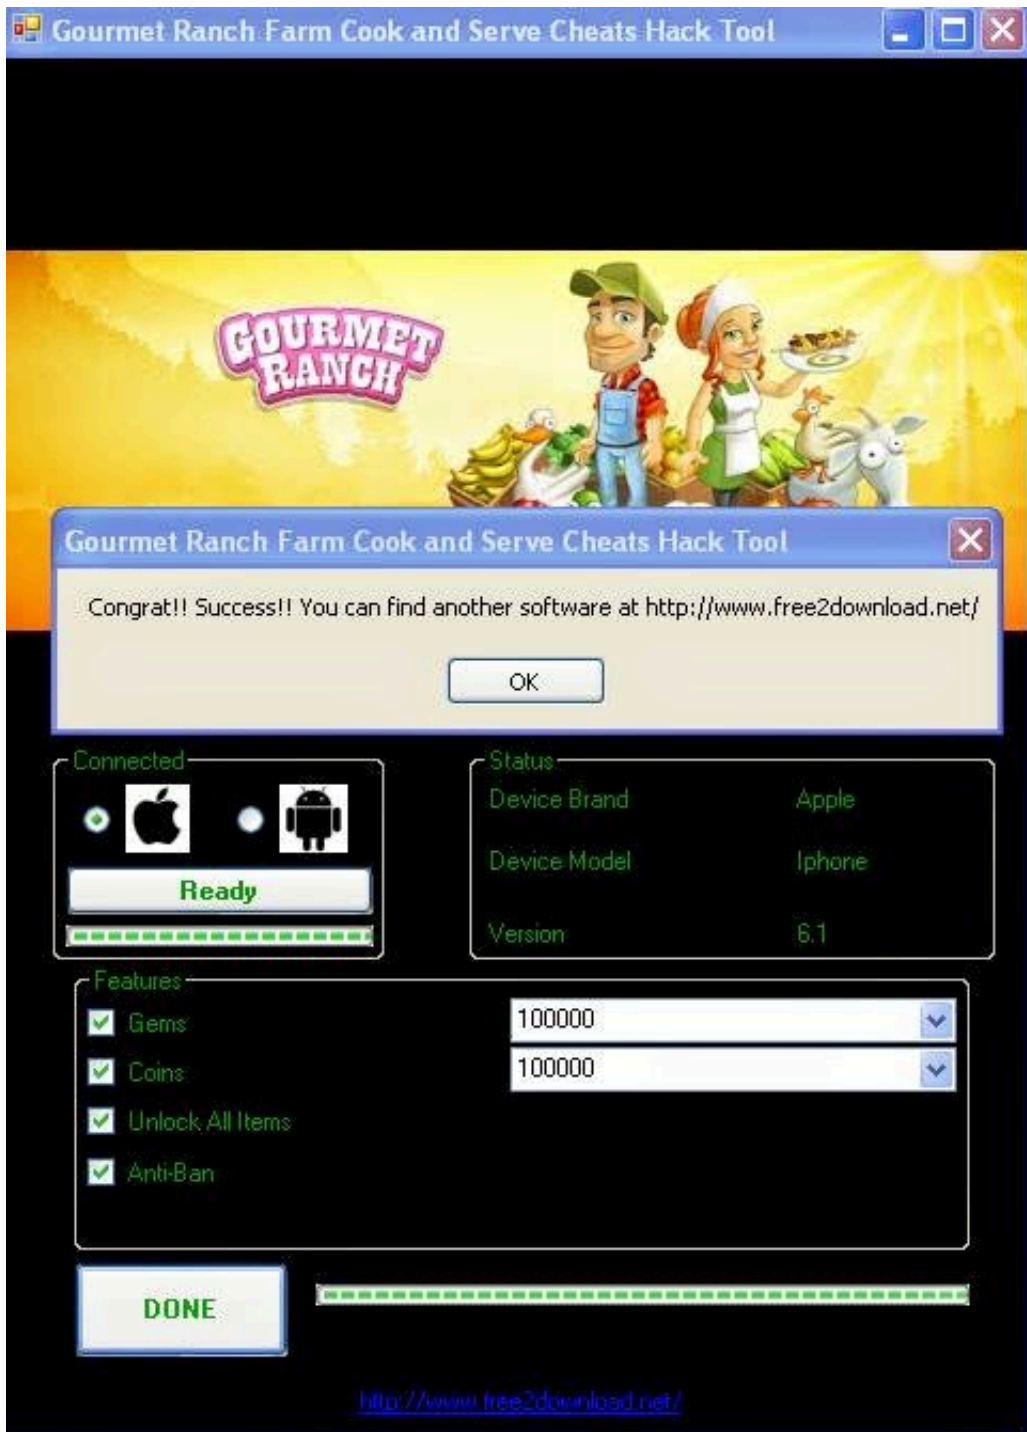 Gourmet Ranch Farm Cook and Serve Cheats Hack Tool
GOURMET
RANCH
Gourmet Ranch Farm Cook and Serve Cheats Hack Tool
Congrat!! Success!! You can find another software at http://www.free2download.net/
OK
Connected
Ready
Status
Device Brand Apple
Device Model Iphone
Version 6.1
Features
Gems 100000
Coins 100000
Unlock All Items
Anti-Ban
DONE
http://www.free2download.net/